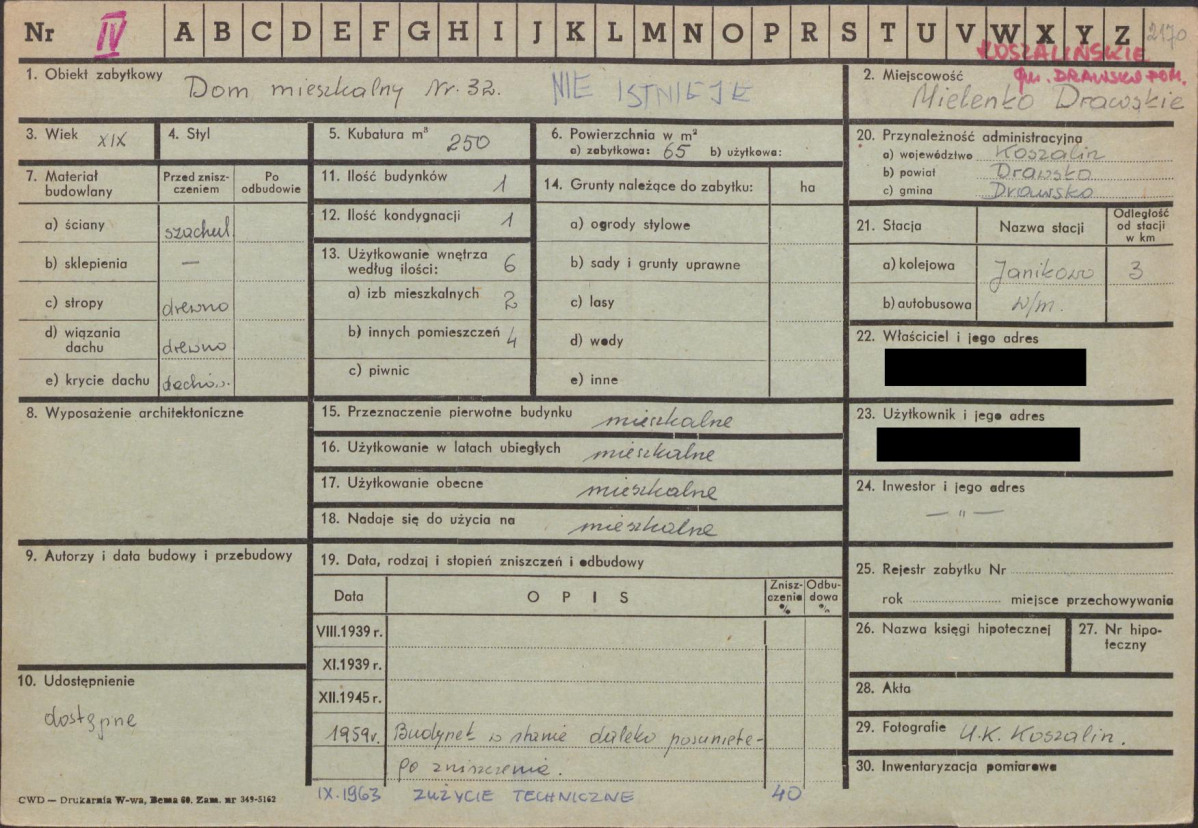 Nr IV A B C D E F G H I J K L M N O P R S T U V W X Y Z 2170
KOSZALIŃSKIE
gm. DRAWSKO POM.
1. Obiekt zabytkowy Dom mieszkalny Nr. 32. NIE ISTNIEJE
2. Miejscowość Mielenko Drawskie
3. Wiek XIX
4. Styl
5. Kubatura m³ 250
6. Powierzchnia w m²
a) zabytkowa: 65 b) użytkowa:
7. Materiał budowlany
Przed zniszczeniem
Po odbudowie
a) ściany szachul.
b) sklepienia —
c) stropy drewno
d) wiązania dachu drewno
e) krycie dachu dachów.
8. Wyposażenie architektoniczne
9. Autorzy i data budowy i przebudowy
10. Udostępnienie
dostępne
11. Ilość budynków 1
12. Ilość kondygnacji 1
13. Użytkowanie wnętrza według ilości: 6
a) izb mieszkalnych 2
b) innych pomieszczeń 4
c) piwnic
14. Grunty należące do zabytku: ha
a) ogrody stylowe
b) sady i grunty uprawne
c) lasy
d) wody
e) inne
15. Przeznaczenie pierwotne budynku mieszkalne
16. Użytkowanie w latach ubiegłych mieszkalne
17. Użytkowanie obecne mieszkalne
18. Nadaje się do użycia na mieszkalne
19. Data, rodzaj i stopień zniszczeń i odbudowy
Data OPIS Zniszczenia % Odbudowa %
VIII.1939 r.
XI.1939 r.
XII.1945 r.
1959r. Budynek w stanie daleko posunięte-
go zniszczenia.
IX.1963 ZUŻYCIE TECHNICZNE 40
20. Przynależność administracyjna
a) województwo Koszalin
b) powiat Drawsko
c) gmina Drawsko
21. Stacja Nazwa stacji Odległość od stacji w km
a) kolejowa Janikowo 3
b) autobusowa w/m.
22. Właściciel i jego adres
23. Użytkownik i jego adres
24. Inwestor i jego adres
— " —
25. Rejestr zabytku Nr
rok miejsce przechowywania
26. Nazwa księgi hipotecznej
27. Nr hipoteczny
28. Akta
29. Fotografie U.K. Koszalin.
30. Inwentaryzacja pomiarowa
CWD — Drukarnia W-wa, Bema 60. Zam. nr 349-5162